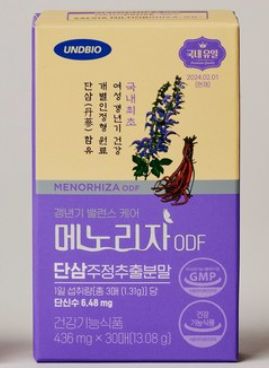 UNDBIO
국내유일
2024.02.01
국내최초
여성 갱년기 건강
개별인정형 원료
단삼(丹蔘) 함유
MENORHIZA ODF
갱년기 밸런스 케어
메노리자 ODF
단삼주정추출분말
1일 섭취량[총 3매 (1.31g)] 당
단신수 6.48 mg
GMP
건강기능식품
436 mg × 30매(13.08 g)
건강
기능식품